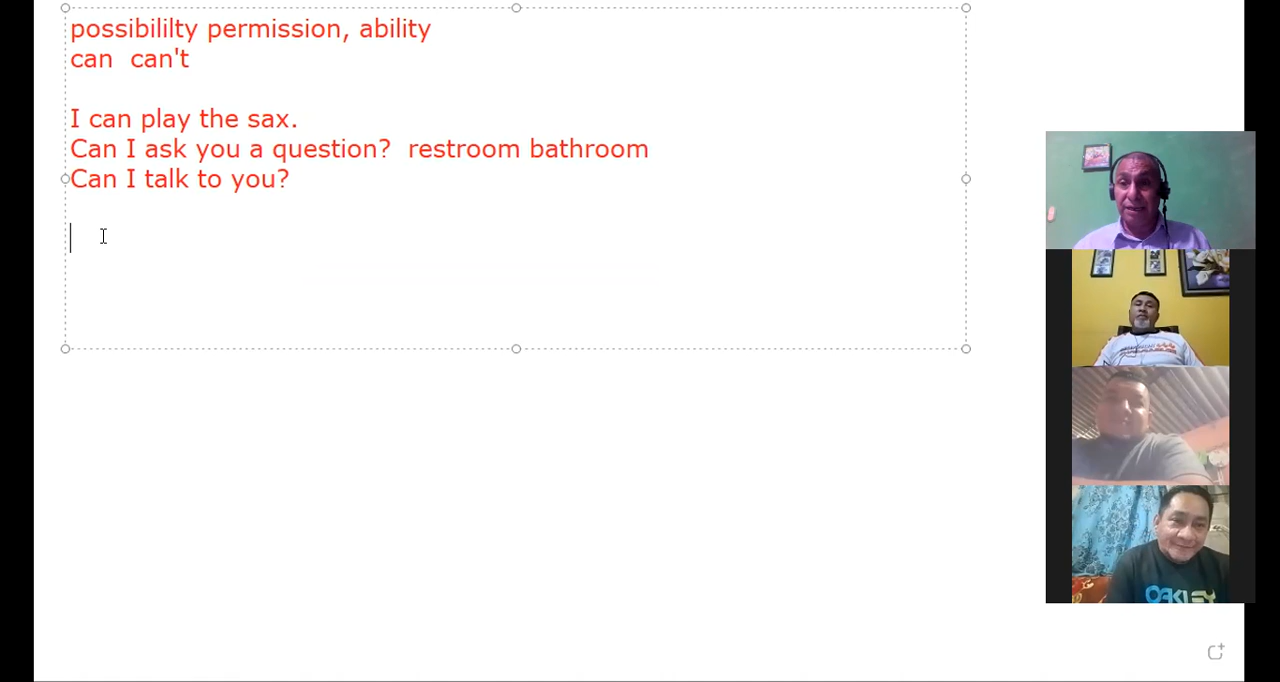 possibililty permission, ability
can can't
I can play the sax.
Can I ask you a question? restroom bathroom
Can I talk to you?
OAKLEY